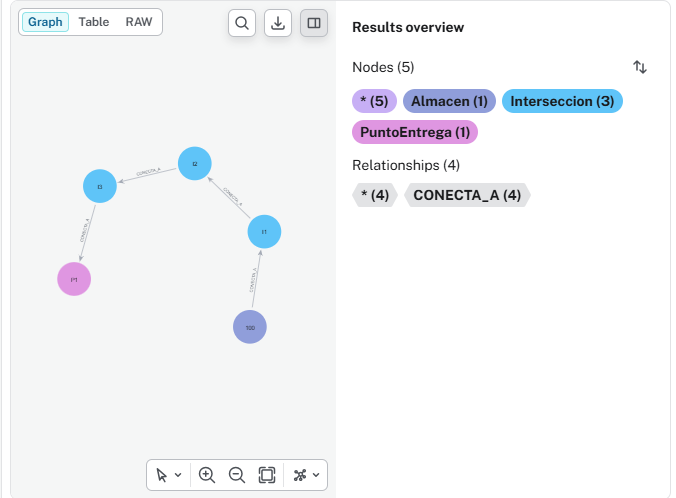 Graph Table RAW
Results overview
Nodes (5)
* (5) Almacen (1) Interseccion (3)
PuntoEntrega (1)
Relationships (4)
* (4) CONECTA_A (4)
I2
CONECTA_A
I3
CONECTA_A
I1
CONECTA_A
P1
CONECTA_A